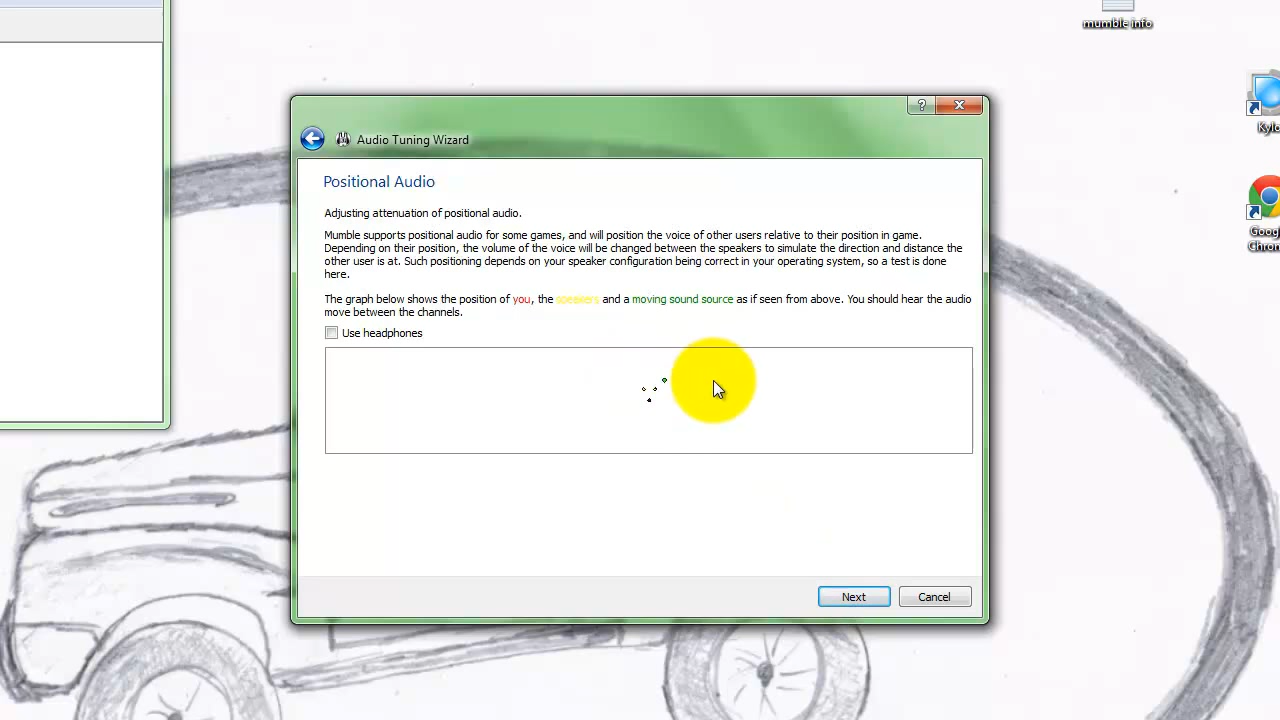 mumble info
Audio Tuning Wizard
Positional Audio
Adjusting attenuation of positional audio.
Mumble supports positional audio for some games, and will position the voice of other users relative to their position in game.
Depending on their position, the volume of the voice will be changed between the speakers to simulate the direction and distance the
other user is at. Such positioning depends on your speaker configuration being correct in your operating system, so a test is done
here.
The graph below shows the position of you, the speakers and a moving sound source as if seen from above. You should hear the audio
move between the channels.
Use headphones
Next
Cancel
Kylo
Goog
Chrom